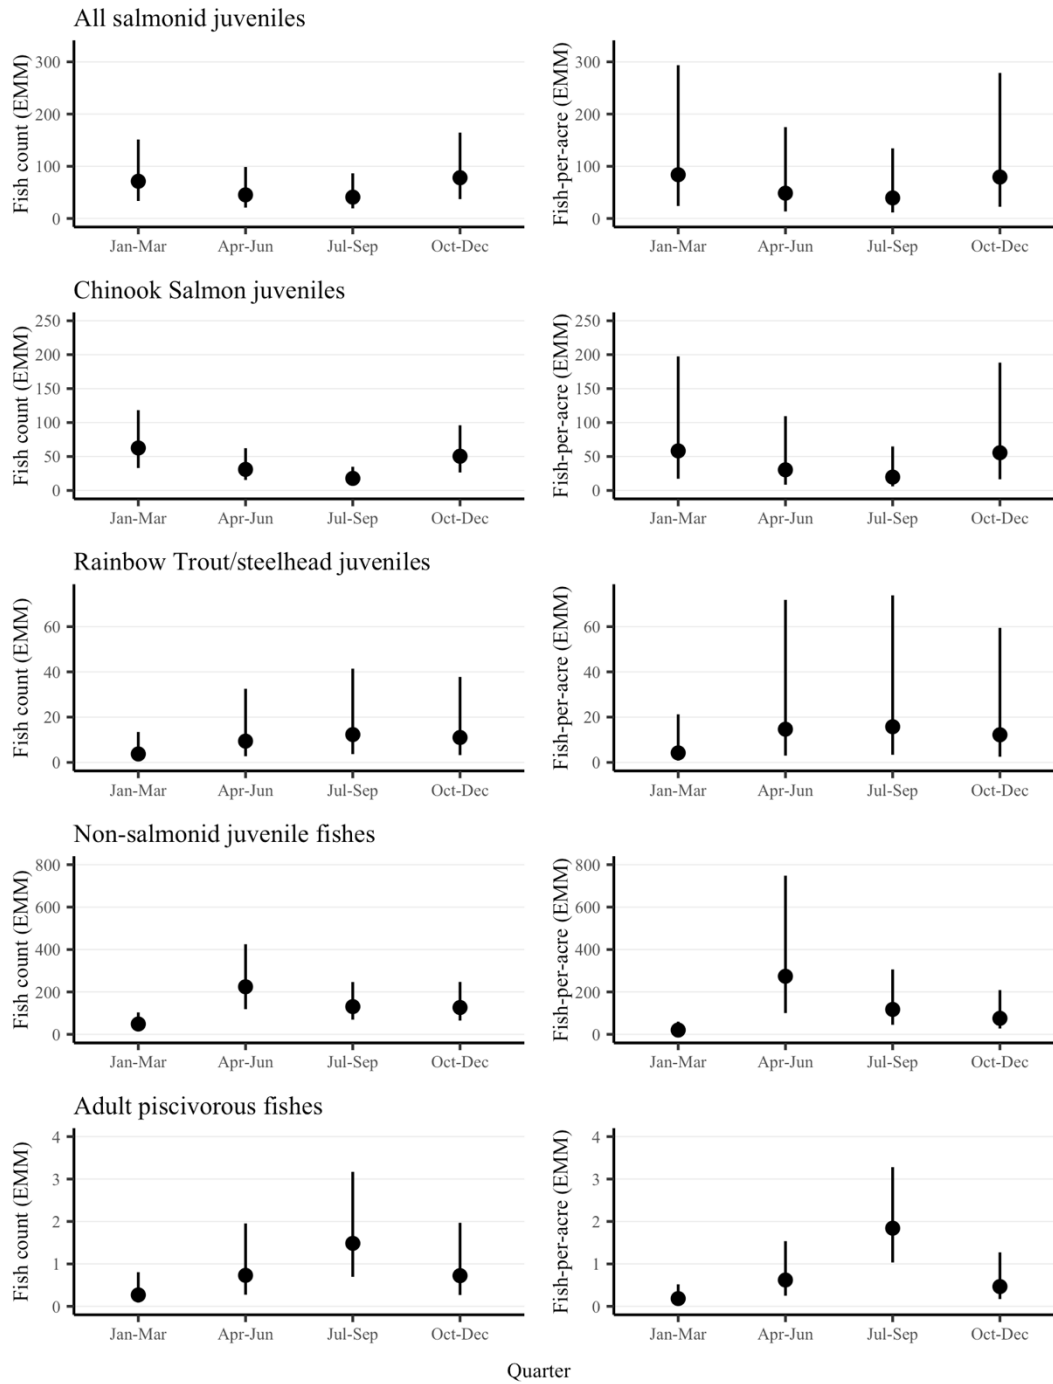 All salmonid juveniles
Fish count (EMM)
300
200
100
0
Jan-Mar Apr-Jun Jul-Sep Oct-Dec
Fish-per-acre (EMM)
300
200
100
0
Jan-Mar Apr-Jun Jul-Sep Oct-Dec
Chinook Salmon juveniles
Fish count (EMM)
250
200
150
100
50
0
Jan-Mar Apr-Jun Jul-Sep Oct-Dec
Fish-per-acre (EMM)
250
200
150
100
50
0
Jan-Mar Apr-Jun Jul-Sep Oct-Dec
Rainbow Trout/steelhead juveniles
Fish count (EMM)
60
40
20
0
Jan-Mar Apr-Jun Jul-Sep Oct-Dec
Fish-per-acre (EMM)
60
40
20
0
Jan-Mar Apr-Jun Jul-Sep Oct-Dec
Non-salmonid juvenile fishes
Fish count (EMM)
800
600
400
200
0
Jan-Mar Apr-Jun Jul-Sep Oct-Dec
Fish-per-acre (EMM)
800
600
400
200
0
Jan-Mar Apr-Jun Jul-Sep Oct-Dec
Adult piscivorous fishes
Fish count (EMM)
4
3
2
1
0
Jan-Mar Apr-Jun Jul-Sep Oct-Dec
Fish-per-acre (EMM)
4
3
2
1
0
Jan-Mar Apr-Jun Jul-Sep Oct-Dec
Quarter